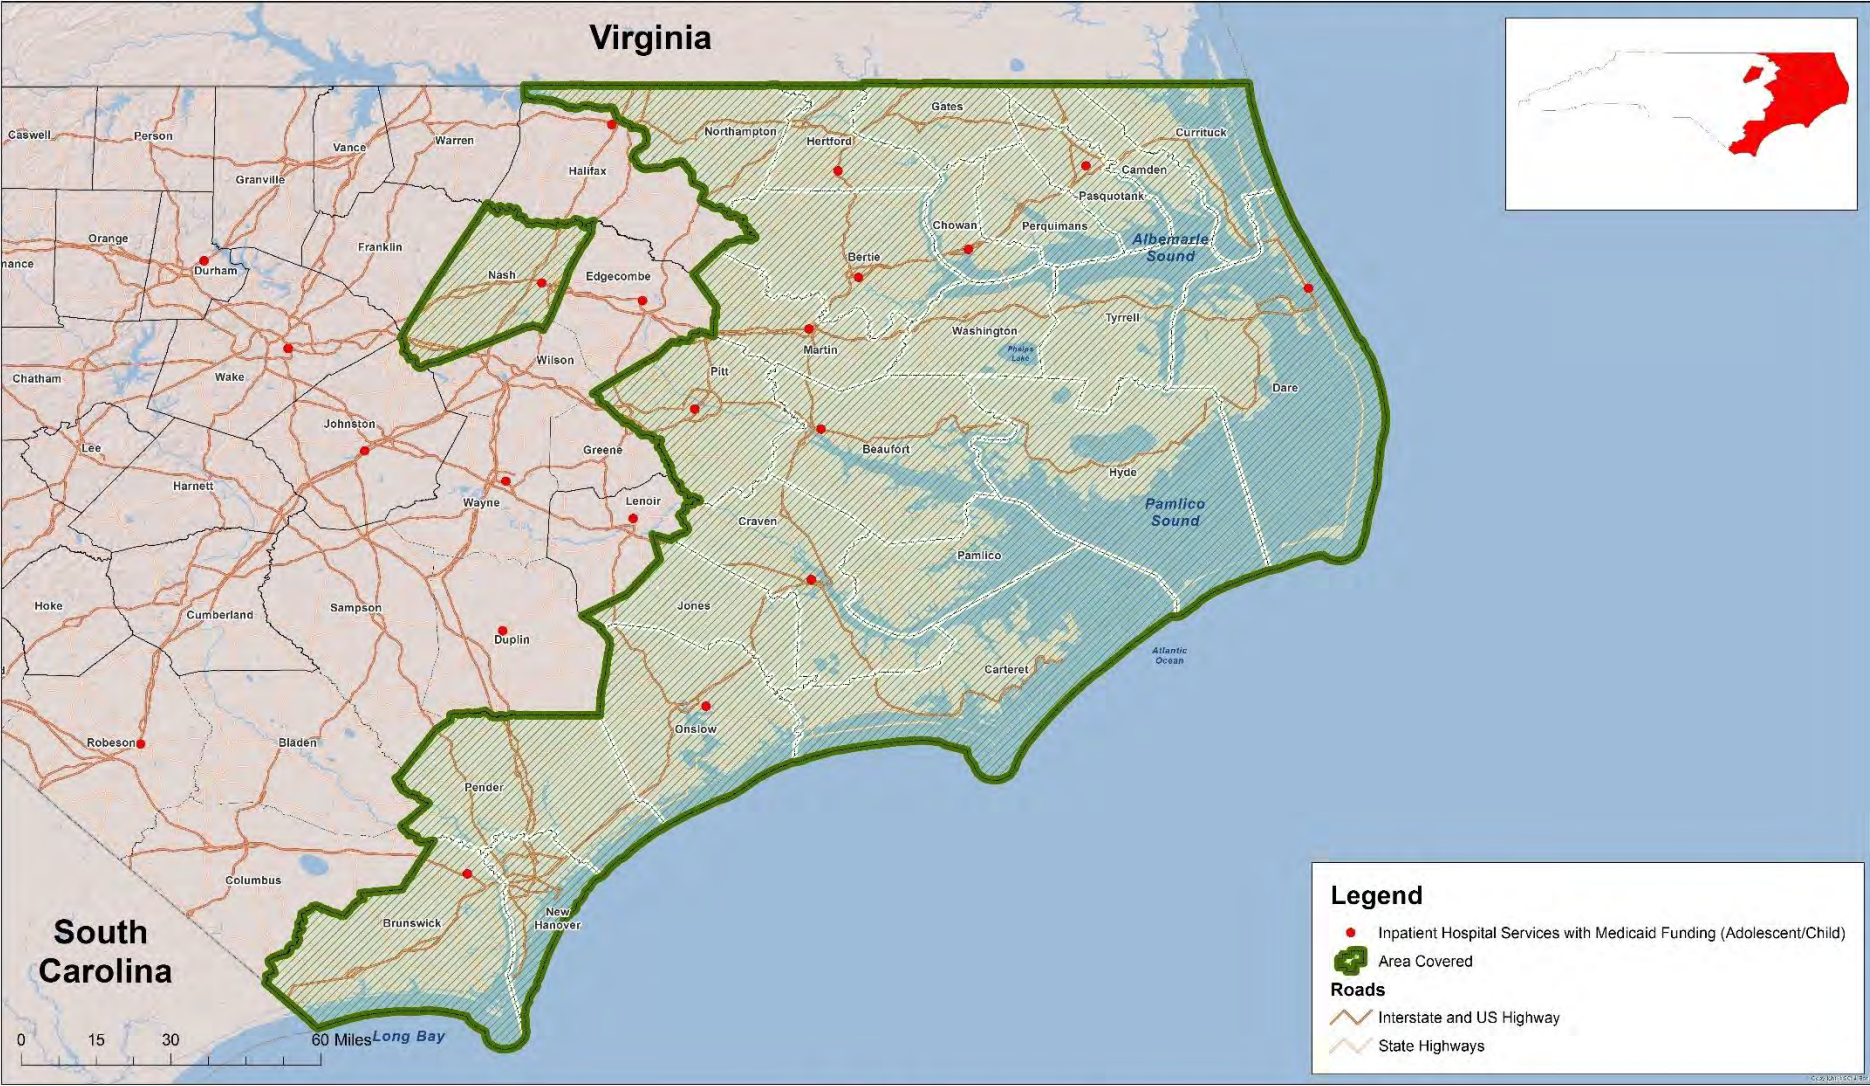 Virginia
Gates
Northampton
Currituck
Caswell
Person
Hertford
Warren
Vance
Halifax
Camden
Granville
Pasquotank
Chowan
Perquimans
Orange
Albemarle
Sound
Franklin
mance
Bertie
Durham
Nash
Edgecombe
Tyrrell
Washington
Martin
Phelps
Lake
Wilson
Pitt
Wake
Chatham
Dare
Johnston
Lee
Greene
Beaufort
Hyde
Harnett
Wayne
Lenoir
Pamlico
Sound
Craven
Pamlico
Hoke
Cumberland
Sampson
Jones
Duplin
Atlantic
Ocean
Carteret
Onslow
Robeson
Bladen
Pender
Columbus
Brunswick
New
Hanover
South
Carolina
0 15 30 60 Miles
Long Bay
Legend
Inpatient Hospital Services with Medicaid Funding (Adolescent/Child)
Area Covered
Roads
Interstate and US Highway
State Highways